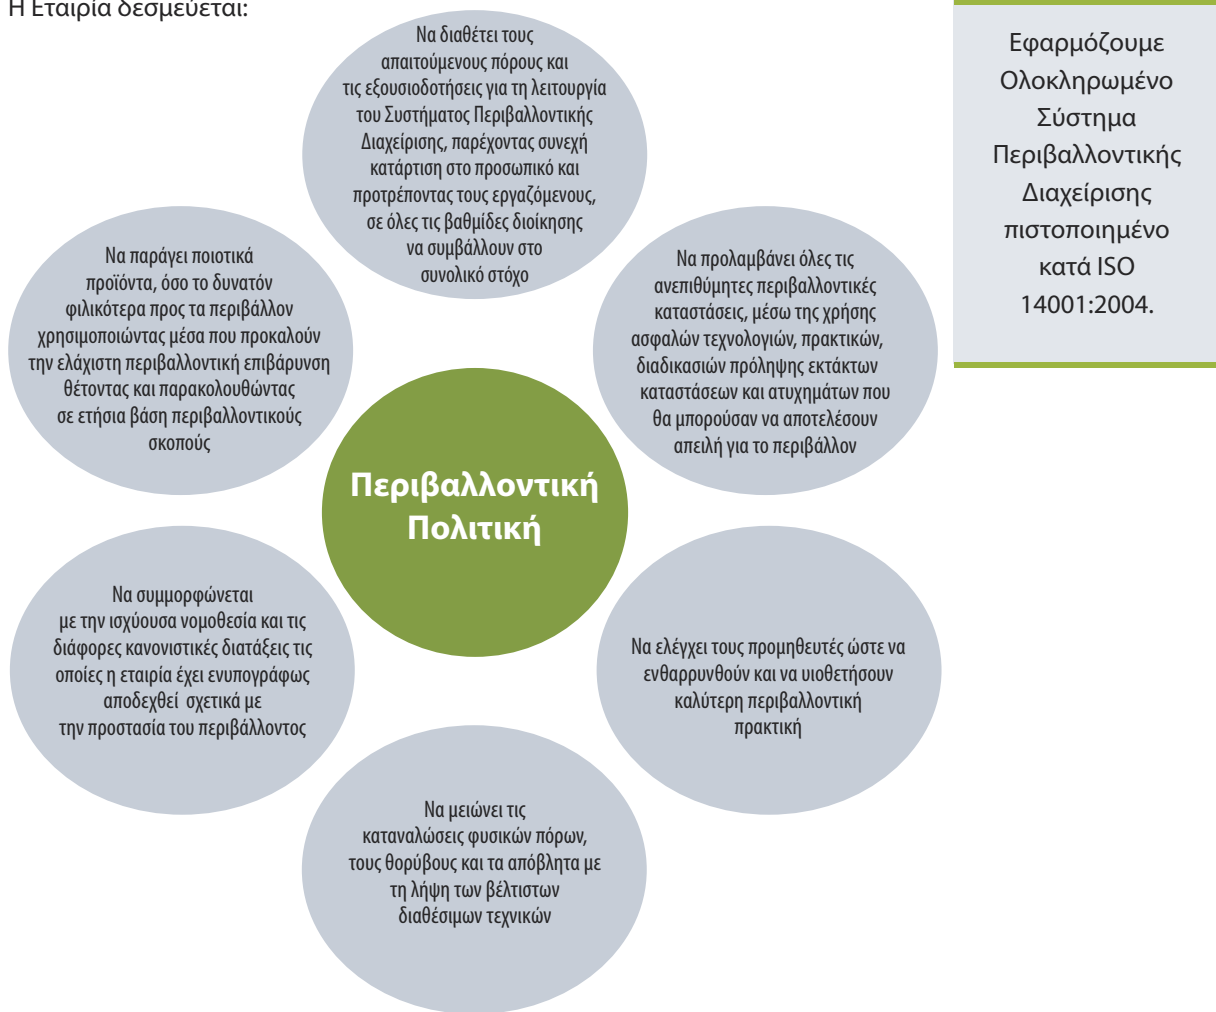 Η Εταιρία δεσμεύεται:
Να διαθέτει τους
απαιτούμενους πόρους και
τις εξουσιοδοτήσεις για τη λειτουργία
του Συστήματος Περιβαλλοντικής
Διαχείρισης, παρέχοντας συνεχή
κατάρτιση στο προσωπικό και
προτρέποντας τους εργαζόμενους,
σε όλες τις βαθμίδες διοίκησης
να συμβάλλουν στο
συνολικό στόχο
Να προλαμβάνει όλες τις
ανεπιθύμητες περιβαλλοντικές
καταστάσεις, μέσω της χρήσης
ασφαλών τεχνολογιών, πρακτικών,
διαδικασιών πρόληψης εκτάκτων
καταστάσεων και ατυχημάτων που
θα μπορούσαν να αποτελέσουν
απειλή για το περιβάλλον
Να ελέγχει τους προμηθευτές ώστε να
ενθαρρυνθούν και να υιοθετήσουν
καλύτερη περιβαλλοντική
πρακτική
Να μειώνει τις
καταναλώσεις φυσικών πόρων,
τους θορύβους και τα απόβλητα με
τη λήψη των βέλτιστων
διαθέσιμων τεχνικών
Να συμμορφώνεται
με την ισχύουσα νομοθεσία και τις
διάφορες κανονιστικές διατάξεις τις
οποίες η εταιρία έχει ενυπογράφως
αποδεχθεί σχετικά με
την προστασία του περιβάλλοντος
Να παράγει ποιοτικά
προϊόντα, όσο το δυνατόν
φιλικότερα προς τα περιβάλλον
χρησιμοποιώντας μέσα που προκαλούν
την ελάχιστη περιβαλλοντική επιβάρυνση
θέτοντας και παρακολουθώντας
σε ετήσια βάση περιβαλλοντικούς
σκοπούς
Περιβαλλοντική
Πολιτική
Εφαρμόζουμε
Ολοκληρωμένο
Σύστημα
Περιβαλλοντικής
Διαχείρισης
πιστοποιημένο
κατά ISO
14001:2004.